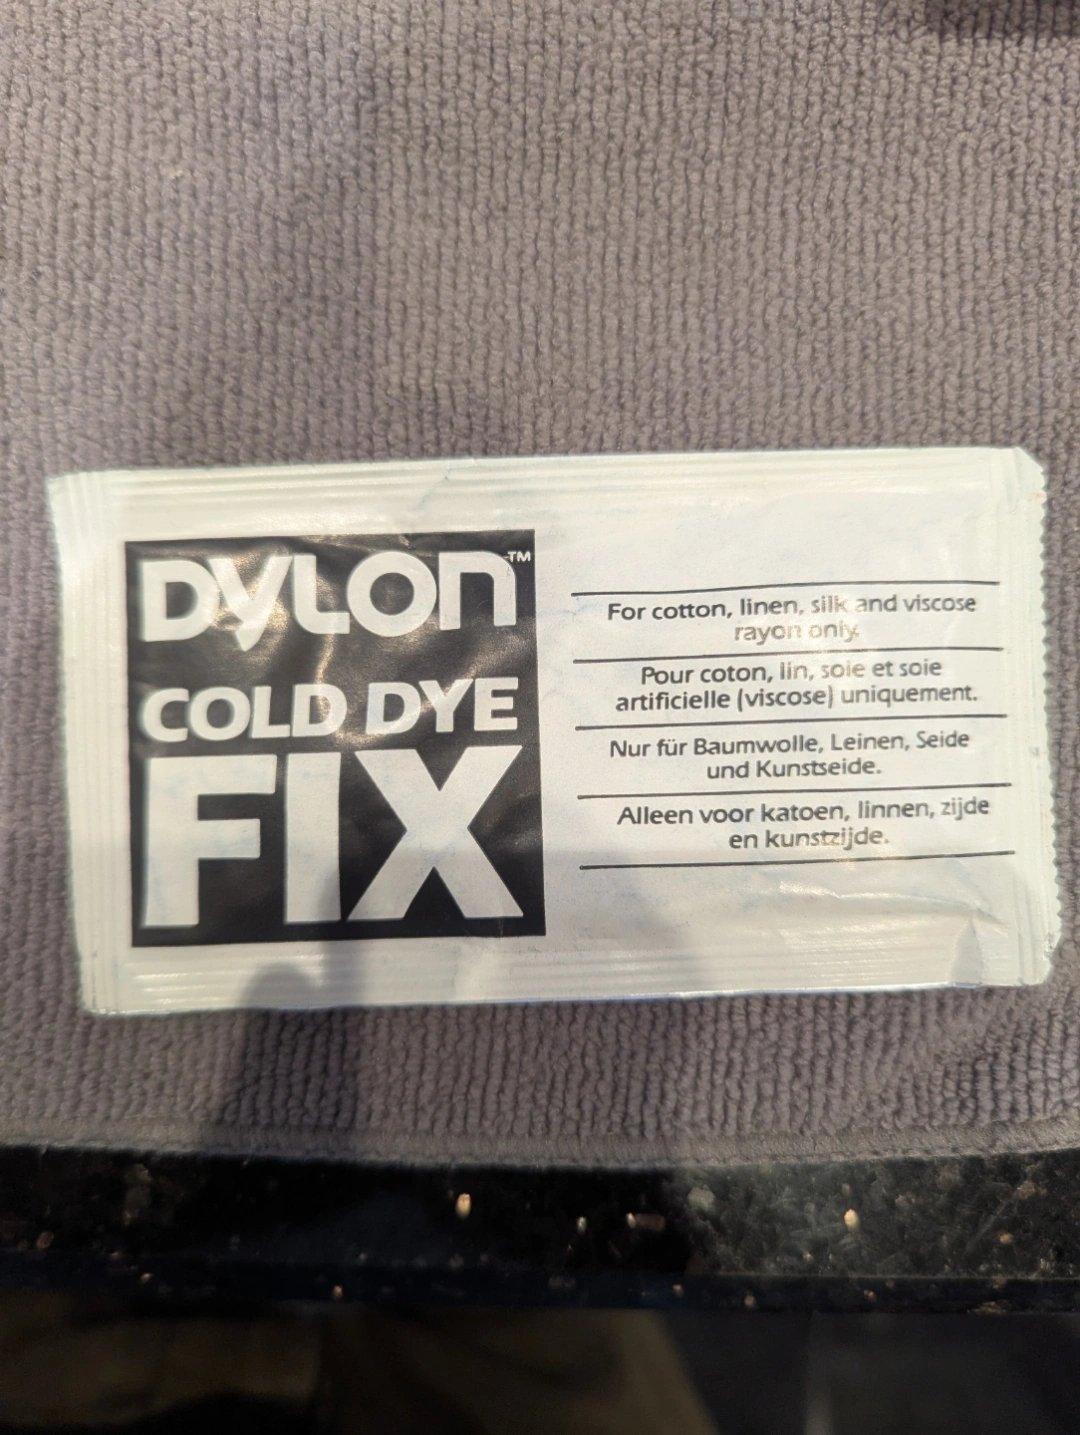 DYLON™
COLD DYE
FIX
For cotton, linen, silk and viscose
rayon only.
Pour coton, lin, soie et soie
artificielle (viscose) uniquement.
Nur für Baumwolle, Leinen, Seide
und Kunstseide.
Alleen voor katoen, linnen, zijde
en kunstzijde.